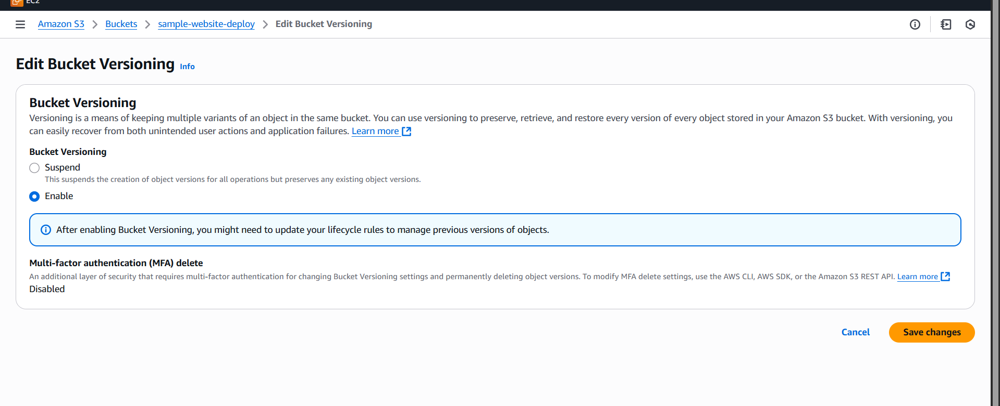 EC2
Amazon S3 > Buckets > sample-website-deploy > Edit Bucket Versioning
Edit Bucket Versioning Info
Bucket Versioning
Versioning is a means of keeping multiple variants of an object in the same bucket. You can use versioning to preserve, retrieve, and restore every version of every object stored in your Amazon S3 bucket. With versioning, you
can easily recover from both unintended user actions and application failures. Learn more
Bucket Versioning
Suspend
This suspends the creation of object versions for all operations but preserves any existing object versions.
Enable
After enabling Bucket Versioning, you might need to update your lifecycle rules to manage previous versions of objects.
Multi-factor authentication (MFA) delete
An additional layer of security that requires multi-factor authentication for changing Bucket Versioning settings and permanently deleting object versions. To modify MFA delete settings, use the AWS CLI, AWS SDK, or the Amazon S3 REST API. Learn more
Disabled
Cancel Save changes